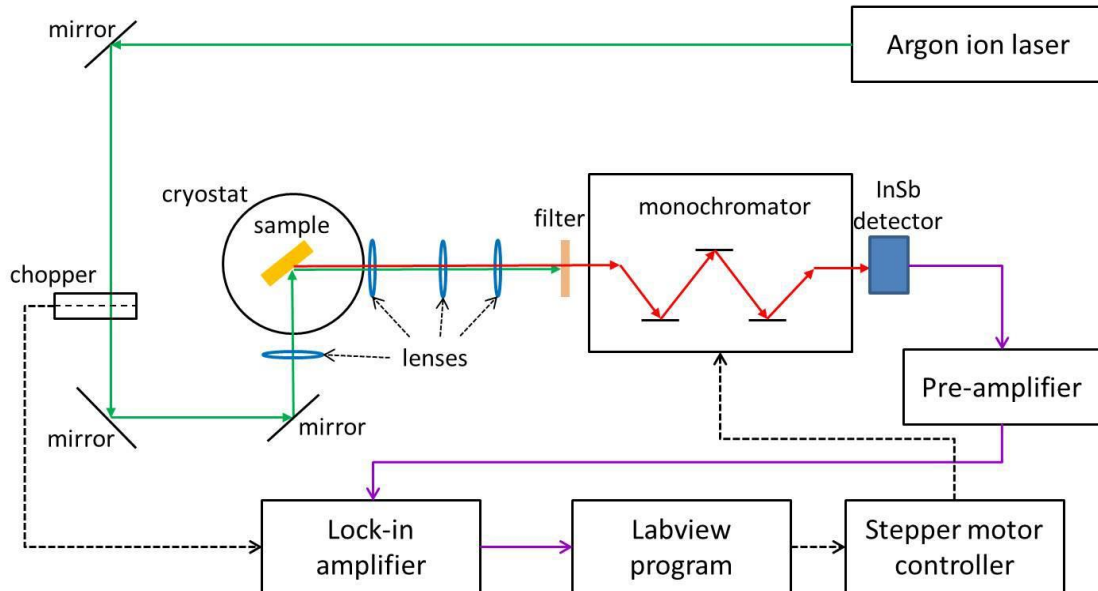 mirror
Argon ion laser
cryostat
sample
filter
monochromator
InSb
detector
chopper
lenses
Pre-amplifier
mirror
mirror
Lock-in
amplifier
Labview
program
Stepper motor
controller